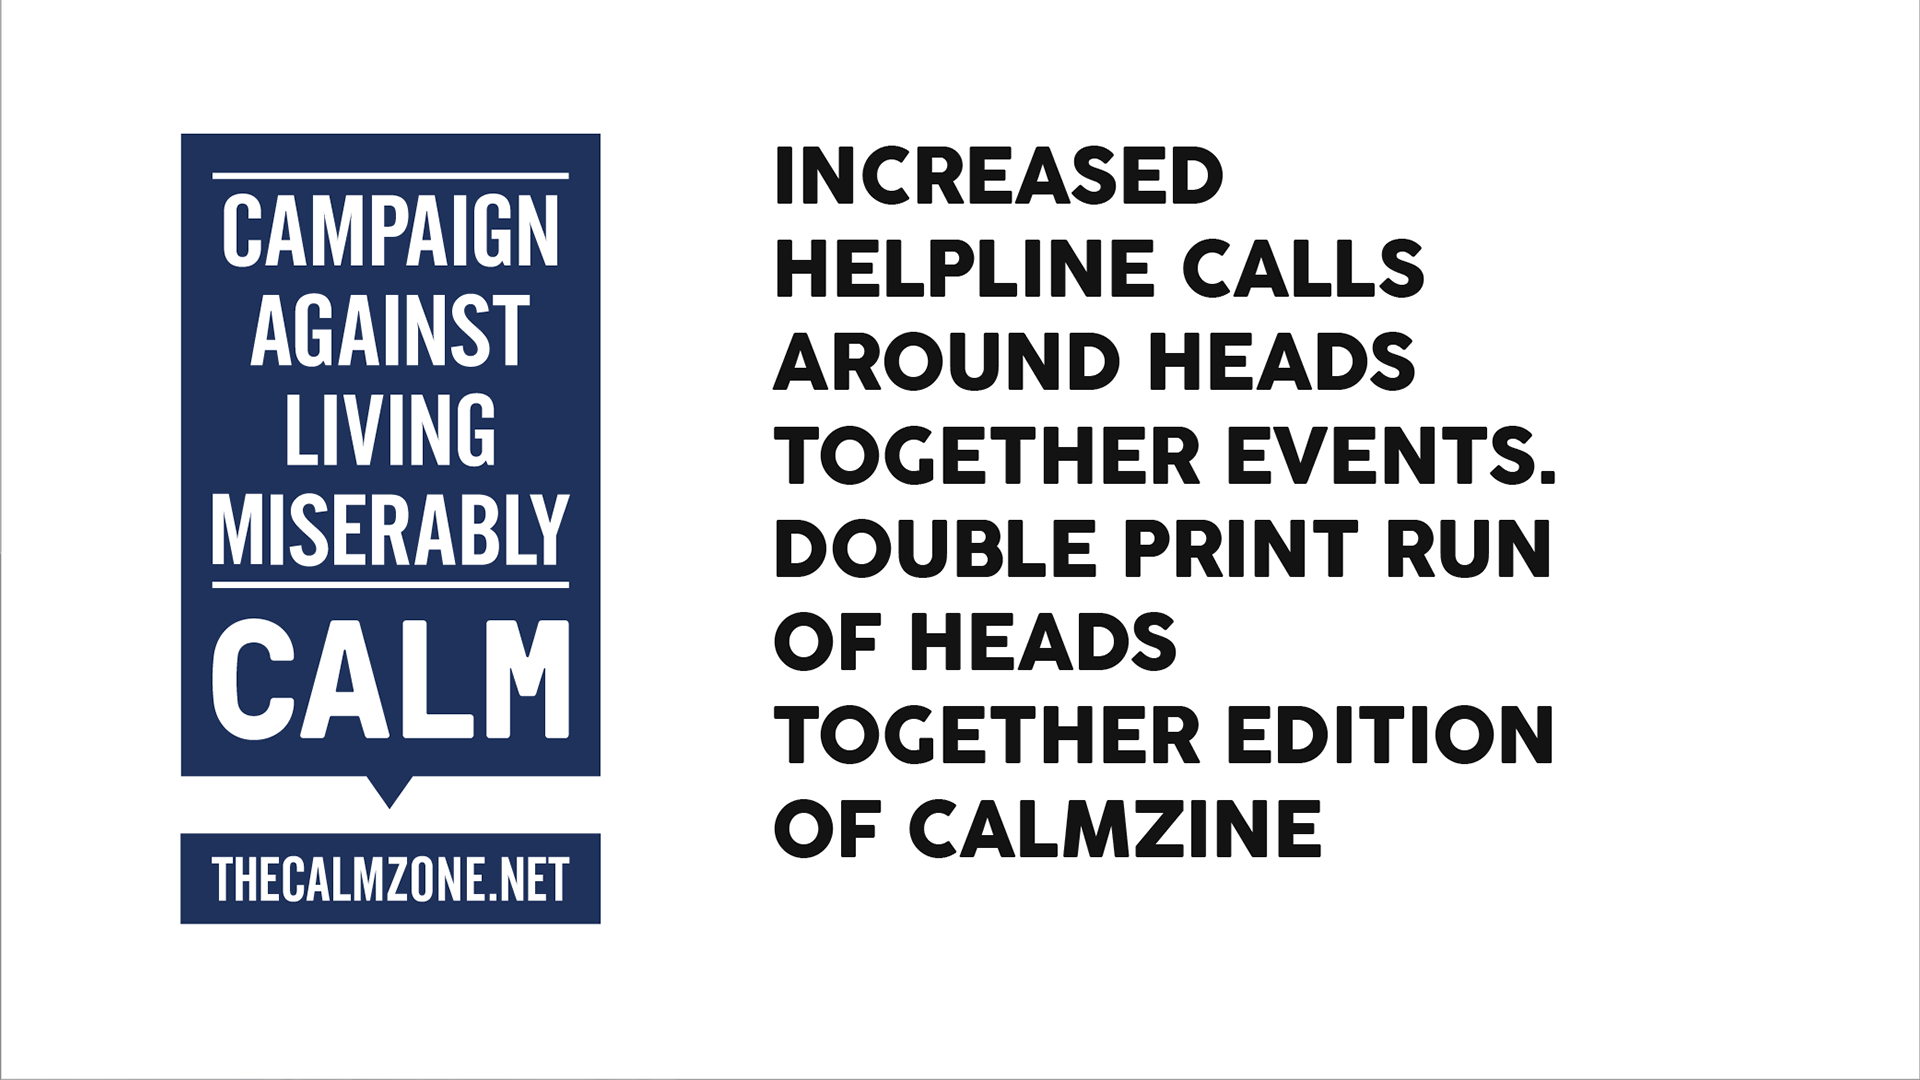 CAMPAIGN
AGAINST
LIVING
MISERABLY
CALM
THECALMZONE.NET
INCREASED
HELPLINE CALLS
AROUND HEADS
TOGETHER EVENTS.
DOUBLE PRINT RUN
OF HEADS
TOGETHER EDITION
OF CALMZINE